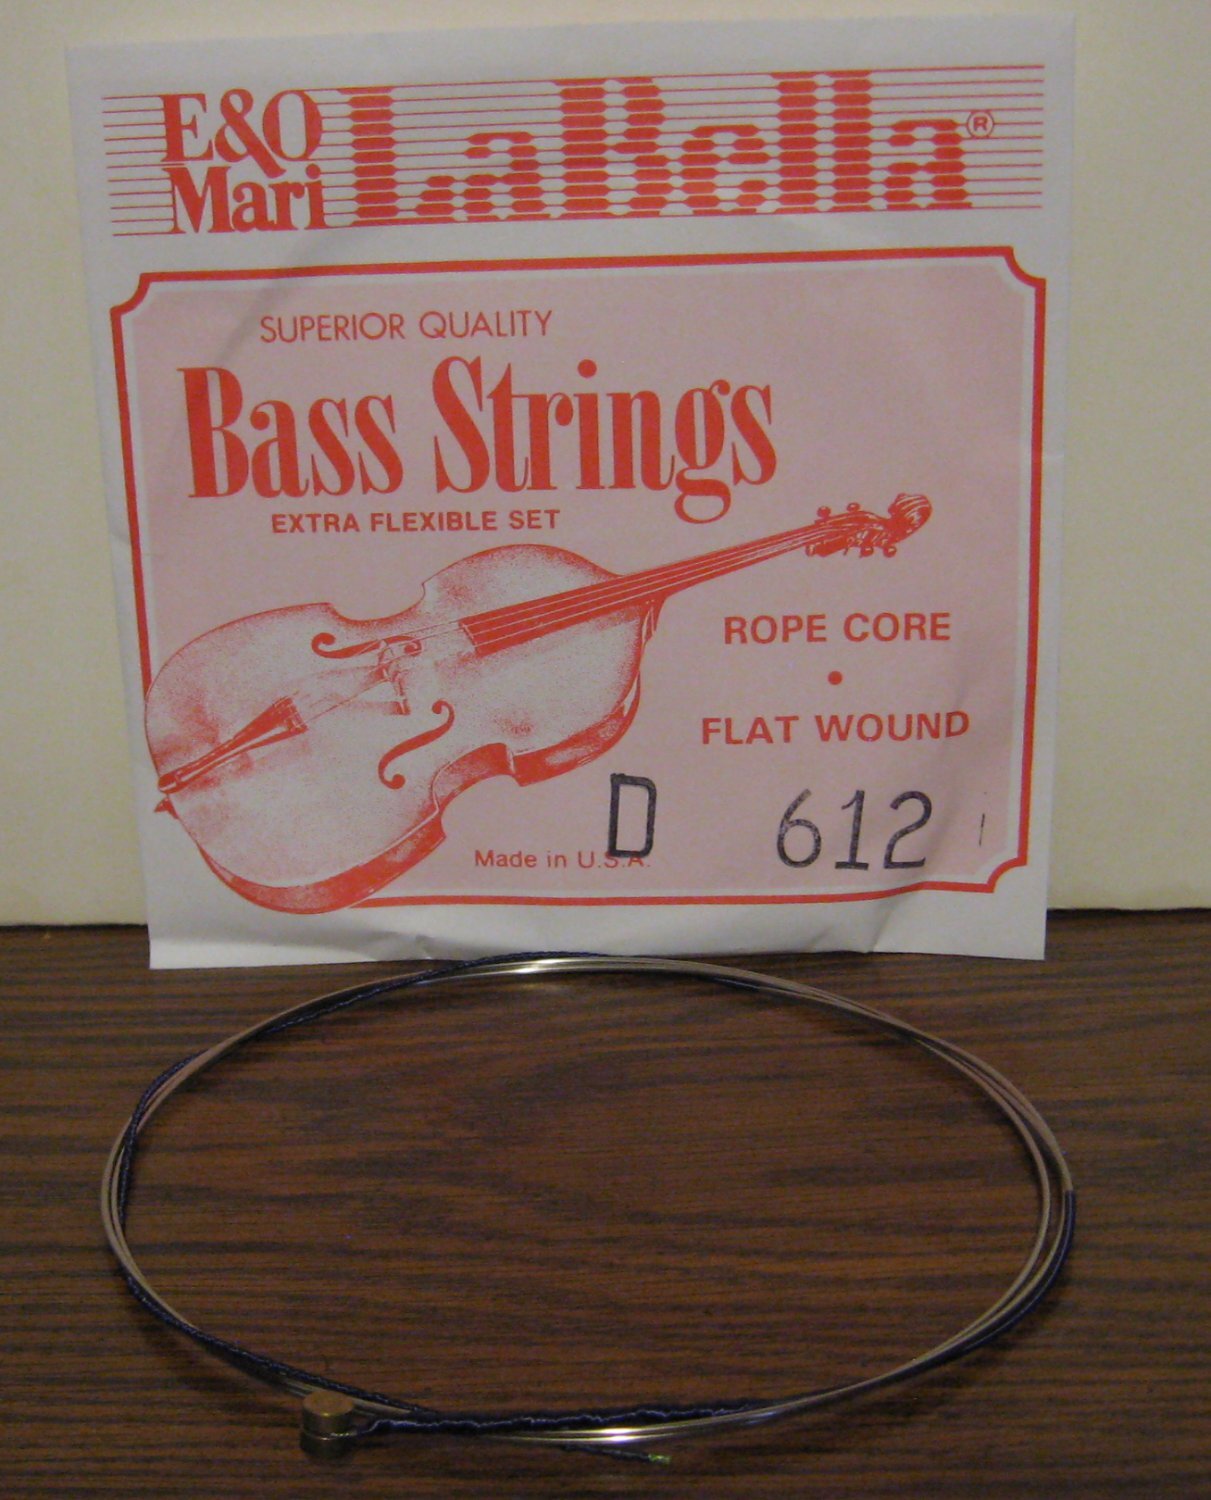 E&O
Mari
LaBella®
SUPERIOR QUALITY
Bass Strings
EXTRA FLEXIBLE SET
ROPE CORE
•
FLAT WOUND
D 612
Made in U.S.A.